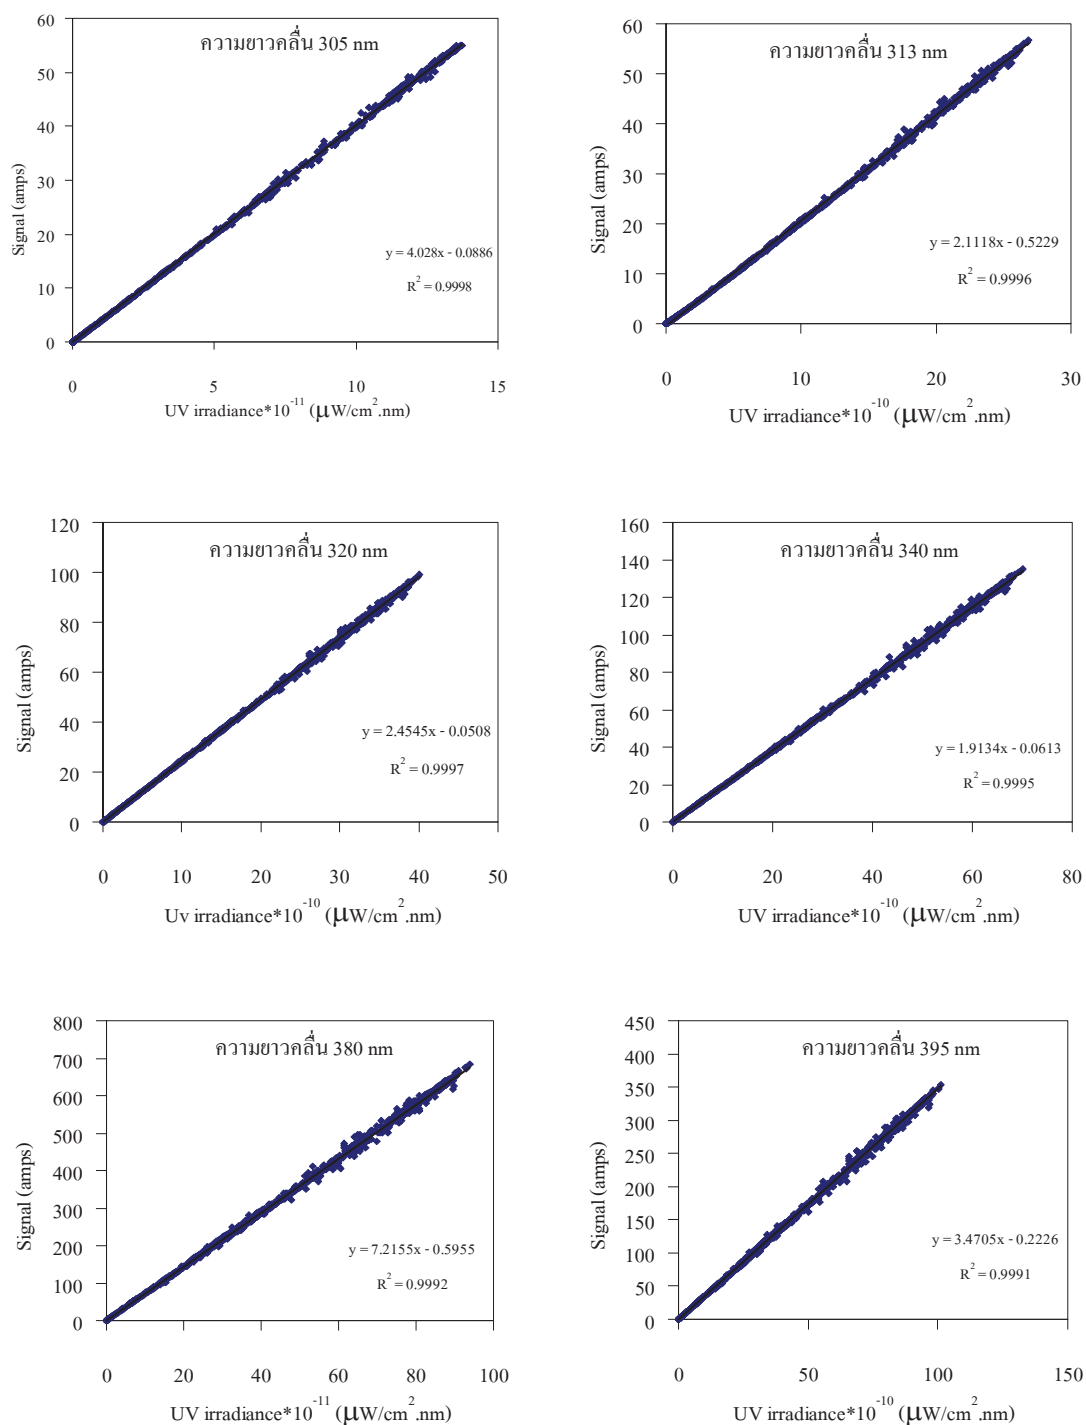 ความยาวคลื่น 305 nm
60
50
40
30
20
10
0
Signal (amps)
y = 4.028x - 0.0886
R² = 0.9998
0 5 10 15
UV irradiance*10⁻¹¹ (μW/cm².nm)
ความยาวคลื่น 313 nm
60
50
40
30
20
10
0
Signal (amps)
y = 2.1118x - 0.5229
R² = 0.9996
0 10 20 30
UV irradiance*10⁻¹⁰ (μW/cm².nm)
ความยาวคลื่น 320 nm
120
100
80
60
40
20
0
Signal (amps)
y = 2.4545x - 0.0508
R² = 0.9997
0 10 20 30 40 50
Uv irradiance*10⁻¹⁰ (μW/cm².nm)
ความยาวคลื่น 340 nm
160
140
120
100
80
60
40
20
0
Signal (amps)
y = 1.9134x - 0.0613
R² = 0.9995
0 20 40 60 80
UV irradiance*10⁻¹⁰ (μW/cm².nm)
ความยาวคลื่น 380 nm
800
700
600
500
400
300
200
100
0
Signal (amps)
y = 7.2155x - 0.5955
R² = 0.9992
0 20 40 60 80 100
UV irradiance*10⁻¹¹ (μW/cm².nm)
ความยาวคลื่น 395 nm
450
400
350
300
250
200
150
100
50
0
Signal (amps)
y = 3.4705x - 0.2226
R² = 0.9991
0 50 100 150
UV irradiance*10⁻¹⁰ (μW/cm².nm)